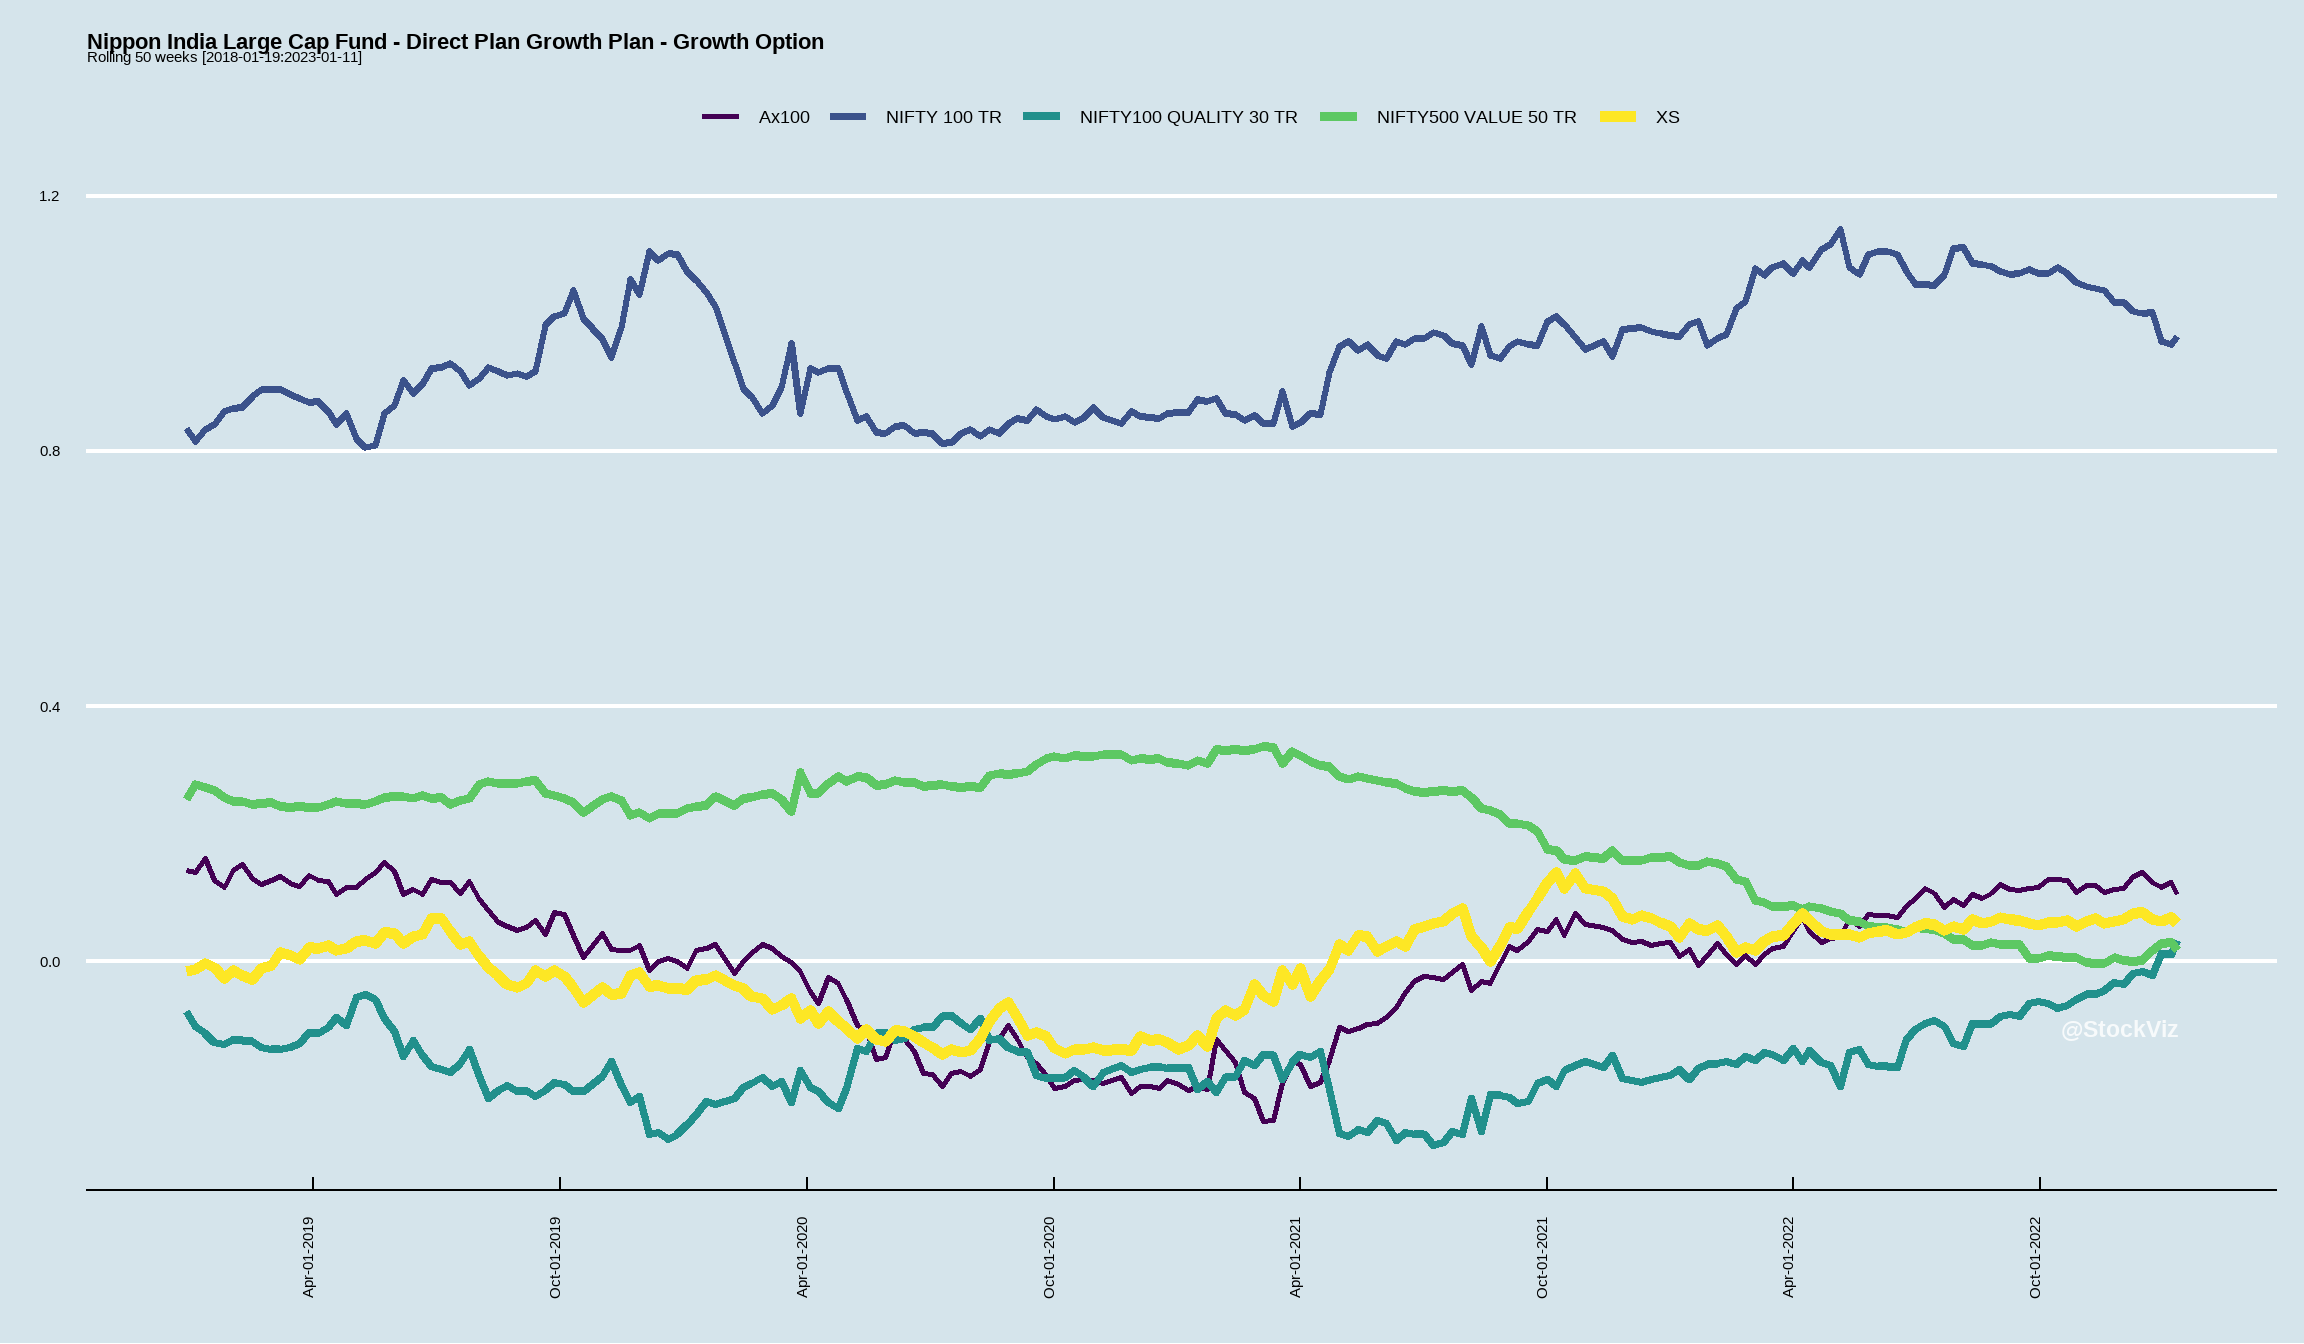 Nippon India Large Cap Fund - Direct Plan Growth Plan - Growth Option
Rolling 50 weeks [2018-01-19:2023-01-11]
Ax100 NIFTY 100 TR NIFTY100 QUALITY 30 TR NIFTY500 VALUE 50 TR XS
1.2
0.8
0.4
0.0
@StockViz
Apr-01-2019 Oct-01-2019 Apr-01-2020 Oct-01-2020 Apr-01-2021 Oct-01-2021 Apr-01-2022 Oct-01-2022